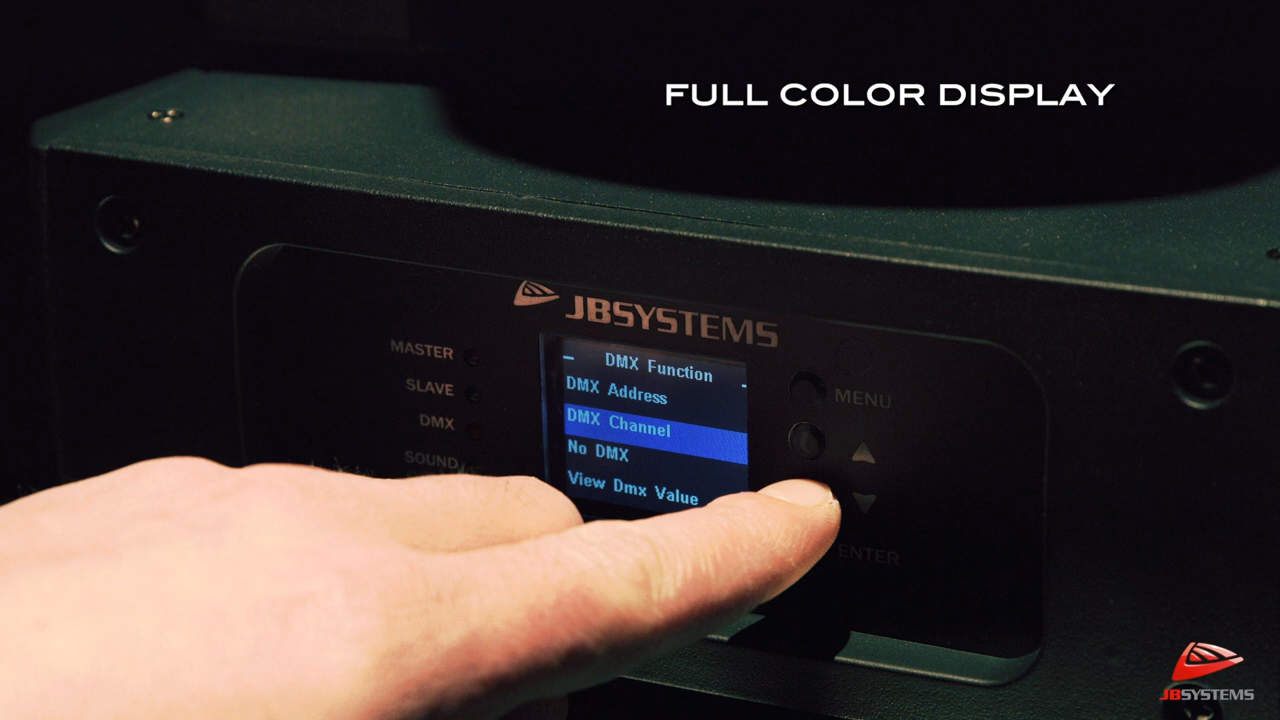 FULL COLOR DISPLAY
JBSYSTEMS
MASTER
SLAVE
DMX
SOUND
DMX Function
DMX Address
DMX Channel
No DMX
View Dmx Value
MENU
ENTER
JBSYSTEMS